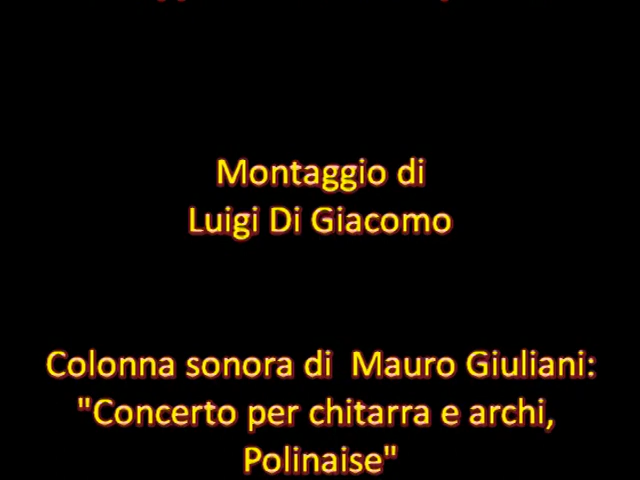 Montaggio di
Luigi Di Giacomo
Colonna sonora di  Mauro Giuliani:
"Concerto per chitarra e archi,
Polinaise"